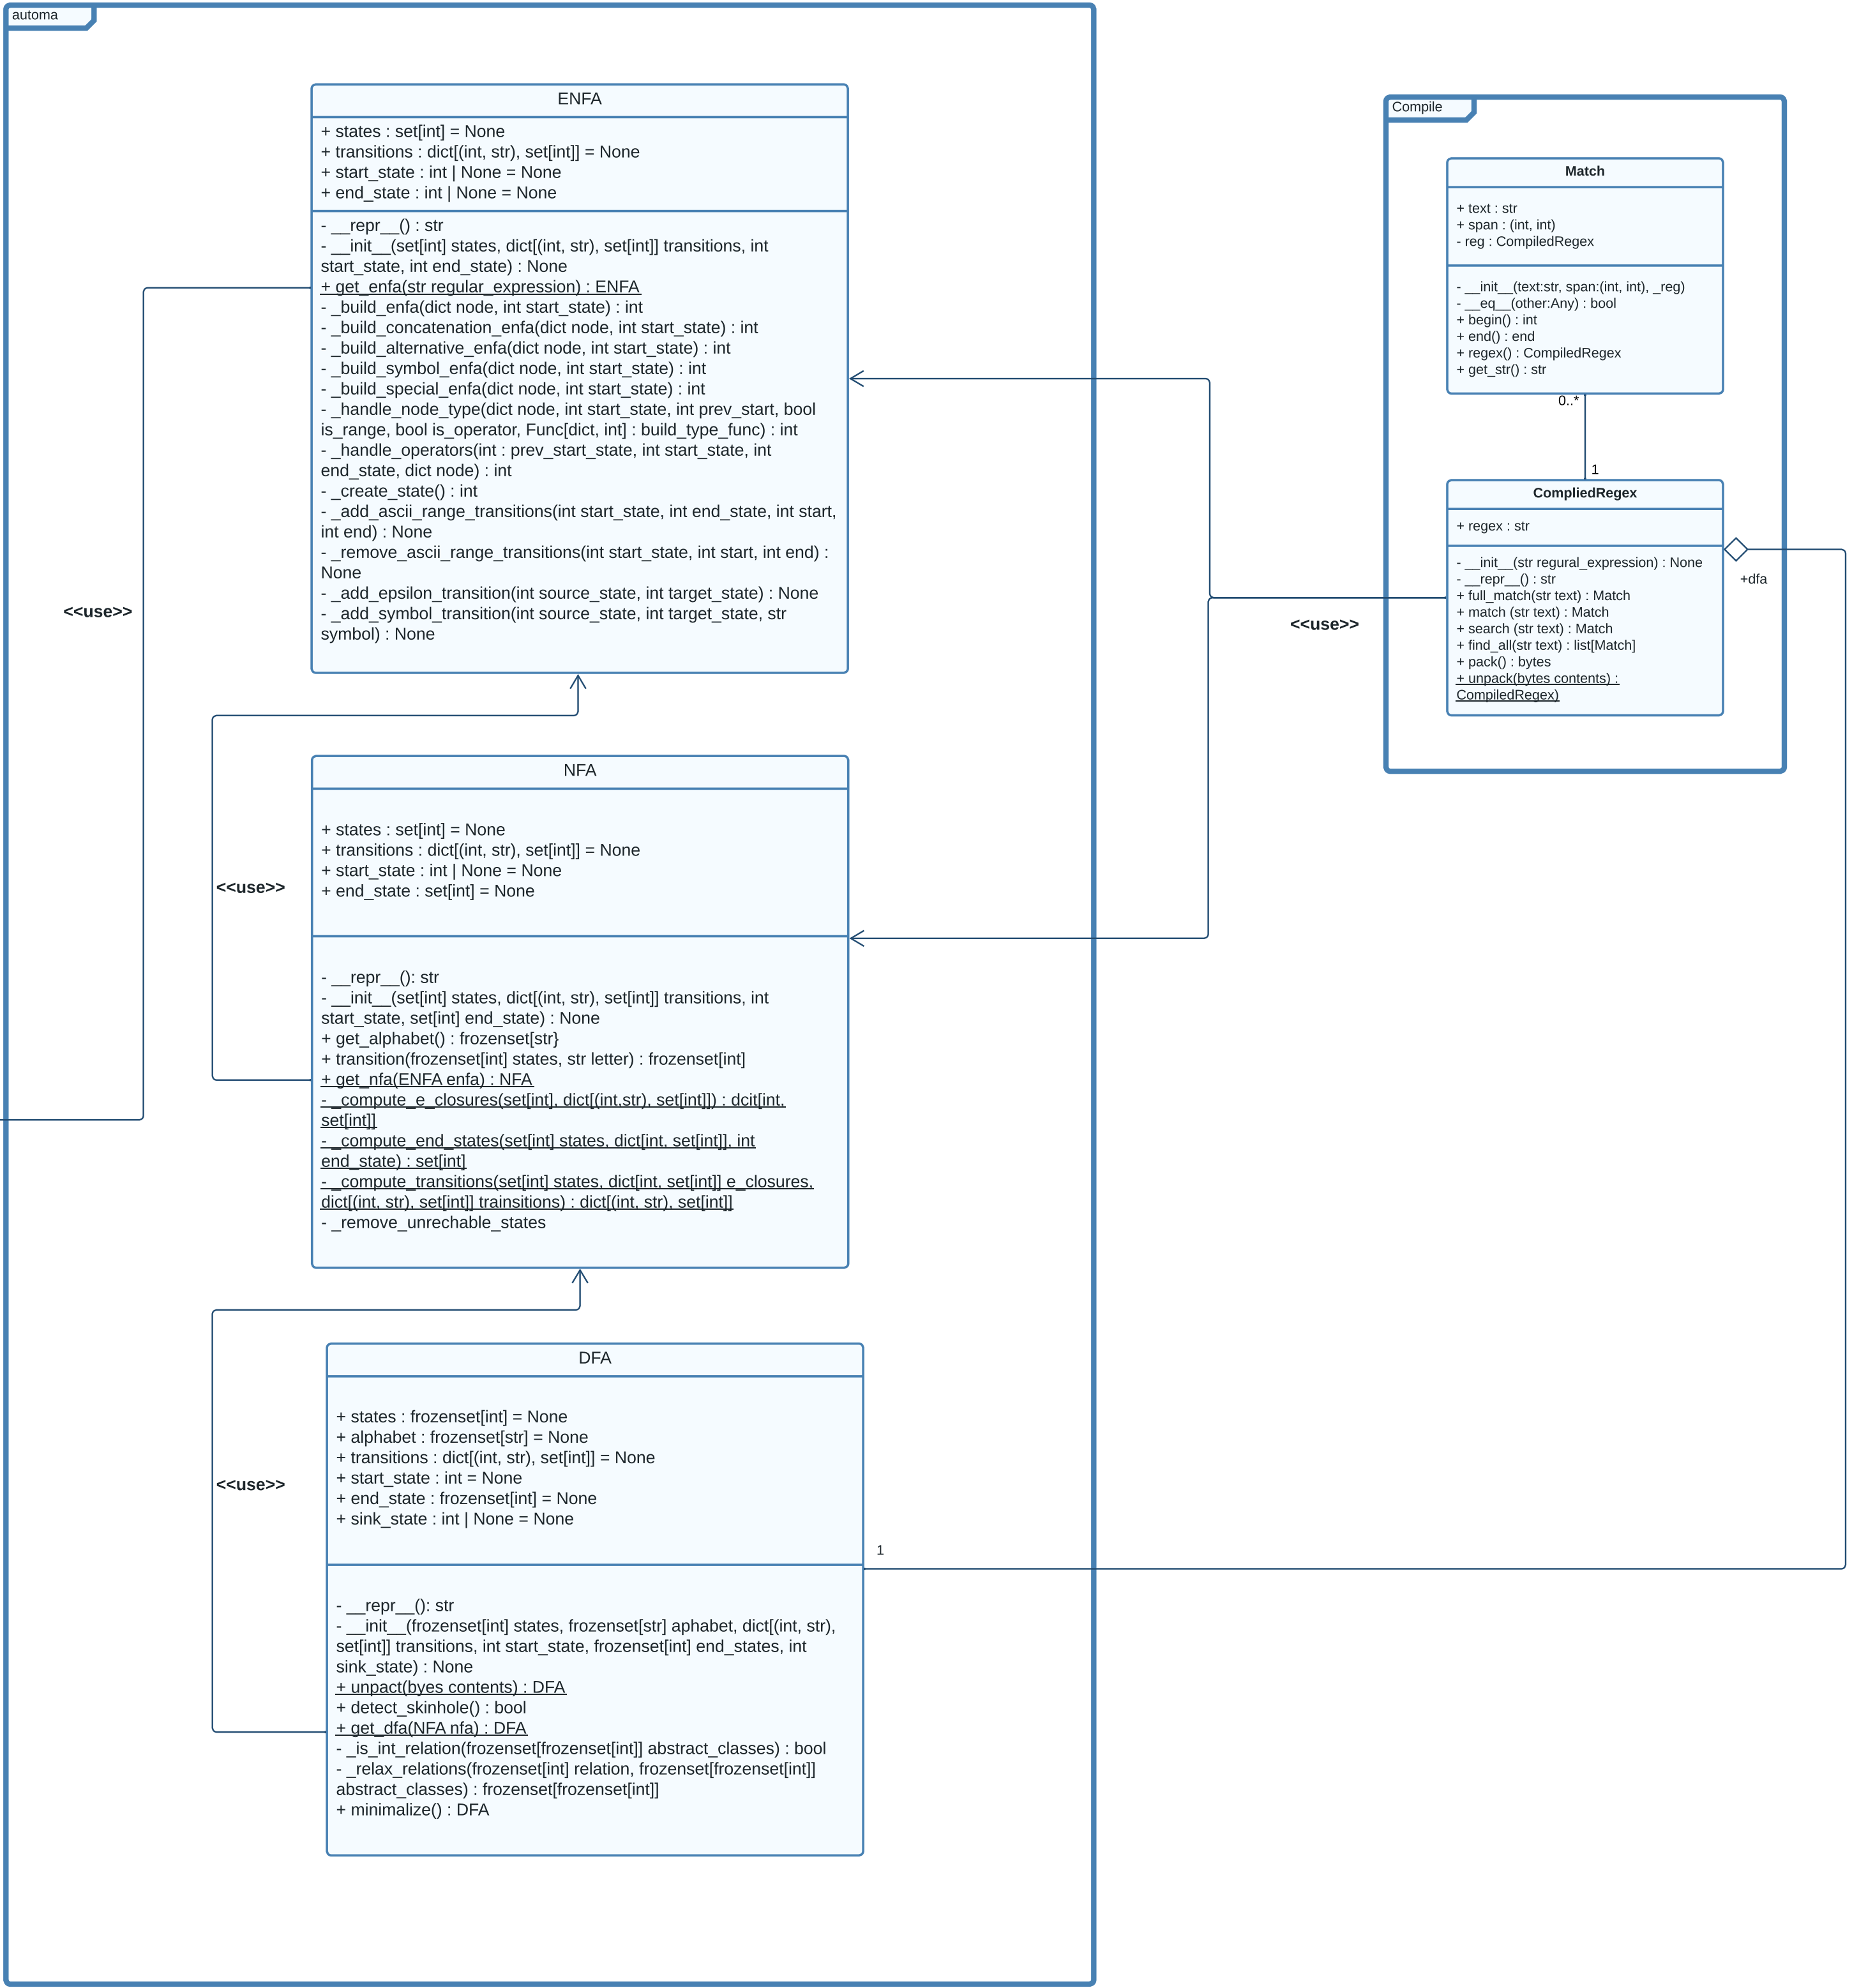 automa
ENFA
+ states : set[int] = None
+ transitions : dict[(int, str), set[int]] = None
+ start_state : int | None = None
+ end_state : int | None = None
- __repr__() : str
- __init__(set[int] states, dict[(int, str), set[int]] transitions, int
start_state, int end_state) : None
+ get_enfa(str regular_expression) : ENFA
- _build_enfa(dict node, int start_state) : int
- _build_concatenation_enfa(dict node, int start_state) : int
- _build_alternative_enfa(dict node, int start_state) : int
- _build_symbol_enfa(dict node, int start_state) : int
- _build_special_enfa(dict node, int start_state) : int
- _handle_node_type(dict node, int start_state, int prev_start, bool
is_range, bool is_operator, Func[dict, int] : build_type_func) : int
- _handle_operators(int : prev_start_state, int start_state, int
end_state, dict node) : int
- _create_state() : int
- _add_ascii_range_transitions(int start_state, int end_state, int start,
int end) : None
- _remove_ascii_range_transitions(int start_state, int start, int end) :
None
- _add_epsilon_transition(int source_state, int target_state) : None
- _add_symbol_transition(int source_state, int target_state, str
symbol) : None
<<use>>
NFA
+ states : set[int] = None
+ transitions : dict[(int, str), set[int]] = None
+ start_state : int | None = None
+ end_state : set[int] = None
- __repr__(): str
- __init__(set[int] states, dict[(int, str), set[int]] transitions, int
start_state, set[int] end_state) : None
+ get_alphabet() : frozenset[str}
+ transition(frozenset[int] states, str letter) : frozenset[int]
+ get_nfa(ENFA enfa) : NFA
- _compute_e_closures(set[int], dict[(int,str), set[int]]) : dcit[int,
set[int]]
- _compute_end_states(set[int] states, dict[int, set[int]], int
end_state) : set[int]
- _compute_transitions(set[int] states, dict[int, set[int]] e_closures,
dict[(int, str), set[int]] trainsitions) : dict[(int, str), set[int]]
- _remove_unrechable_states
<<use>>
DFA
+ states : frozenset[int] = None
+ alphabet : frozenset[str] = None
+ transitions : dict[(int, str), set[int]] = None
+ start_state : int = None
+ end_state : frozenset[int] = None
+ sink_state : int | None = None
- __repr__(): str
- __init__(frozenset[int] states, frozenset[str] aphabet, dict[(int, str),
set[int]] transitions, int start_state, frozenset[int] end_states, int
sink_state) : None
+ unpact(byes contents) : DFA
+ detect_skinhole() : bool
+ get_dfa(NFA nfa) : DFA
- _is_int_relation(frozenset[frozenset[int]] abstract_classes) : bool
- _relax_relations(frozenset[int] relation, frozenset[frozenset[int]]
abstract_classes) : frozenset[frozenset[int]]
+ minimalize() : DFA
<<use>>
1
Compile
Match
+ text : str
+ span : (int, int)
- reg : CompiledRegex
- __init__(text:str, span:(int, int), _reg)
- __eq__(other:Any) : bool
+ begin() : int
+ end() : end
+ regex() : CompiledRegex
+ get_str() : str
0..*
1
CompliedRegex
+ regex : str
- __init__(str regural_expression) : None
- __repr__() : str
+ full_match(str text) : Match
+ match (str text) : Match
+ search (str text) : Match
+ find_all(str text) : list[Match]
+ pack() : bytes
+ unpack(bytes contents) :
CompiledRegex)
+dfa
<<use>>